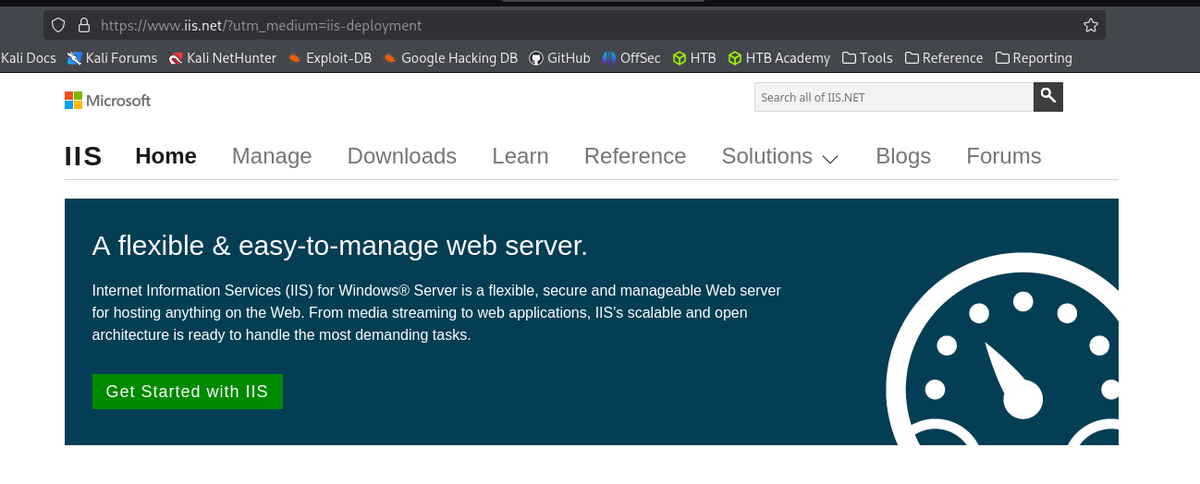 https://www.iis.net/?utm_medium=iis-deployment
Kali Docs Kali Forums Kali NetHunter Exploit-DB Google Hacking DB GitHub OffSec HTB HTB Academy Tools Reference Reporting
Microsoft
Search all of IIS.NET
IIS Home Manage Downloads Learn Reference Solutions Blogs Forums
A flexible & easy-to-manage web server.
Internet Information Services (IIS) for Windows® Server is a flexible, secure and manageable Web server
for hosting anything on the Web. From media streaming to web applications, IIS's scalable and open
architecture is ready to handle the most demanding tasks.
Get Started with IIS